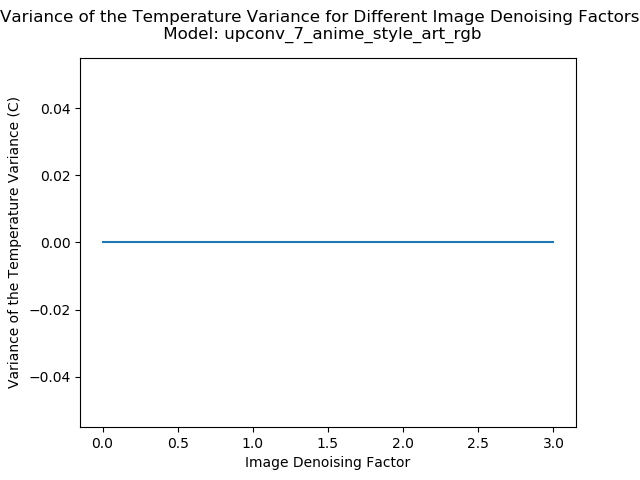 Variance of the Temperature Variance for Different Image Denoising Factors
Model: upconv_7_anime_style_art_rgb
Variance of the Temperature Variance (C)
0.04
0.02
0.00
−0.02
−0.04
0.0 0.5 1.0 1.5 2.0 2.5 3.0
Image Denoising Factor